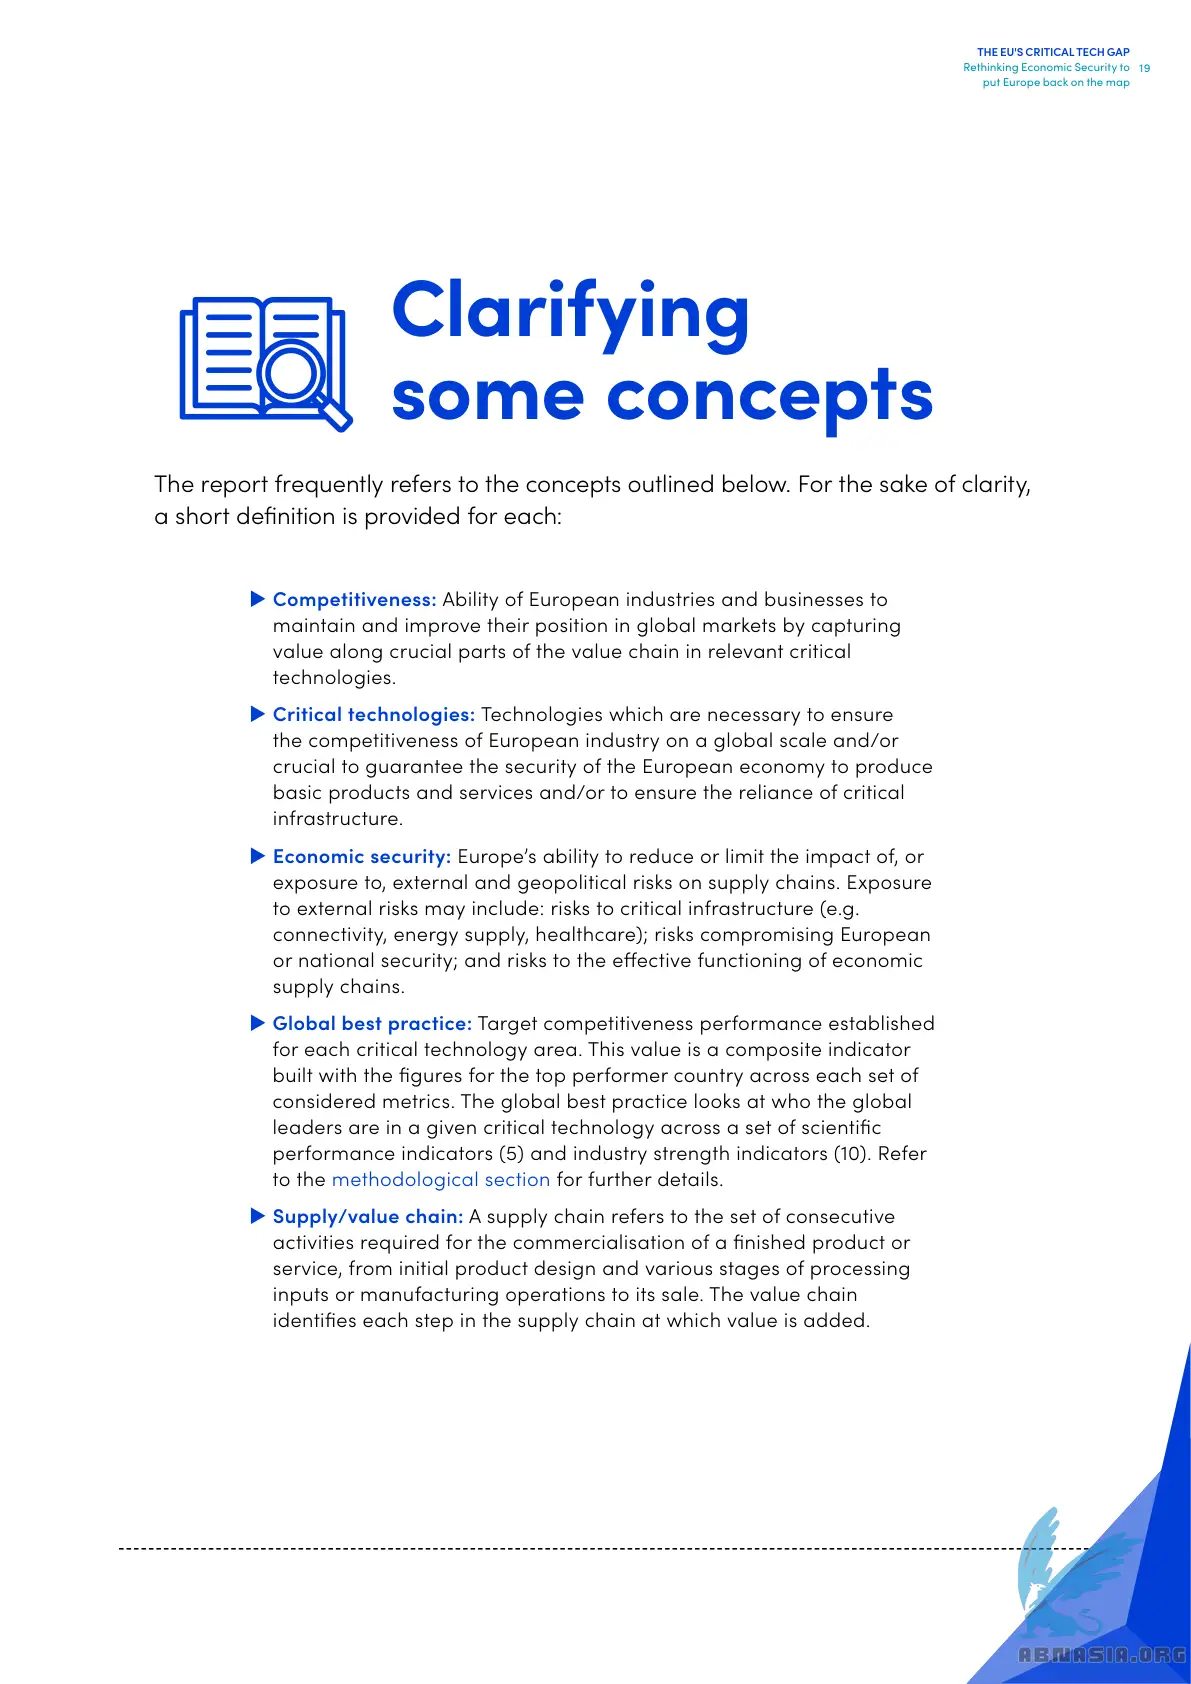 THE EU'S CRITICAL TECH GAP
Rethinking Economic Security to 19
put Europe back on the map
Clarifying
some concepts
The report frequently refers to the concepts outlined below. For the sake of clarity,
a short definition is provided for each:
▶ Competitiveness: Ability of European industries and businesses to
maintain and improve their position in global markets by capturing
value along crucial parts of the value chain in relevant critical
technologies.
▶ Critical technologies: Technologies which are necessary to ensure
the competitiveness of European industry on a global scale and/or
crucial to guarantee the security of the European economy to produce
basic products and services and/or to ensure the reliance of critical
infrastructure.
▶ Economic security: Europe’s ability to reduce or limit the impact of, or
exposure to, external and geopolitical risks on supply chains. Exposure
to external risks may include: risks to critical infrastructure (e.g.
connectivity, energy supply, healthcare); risks compromising European
or national security; and risks to the effective functioning of economic
supply chains.
▶ Global best practice: Target competitiveness performance established
for each critical technology area. This value is a composite indicator
built with the figures for the top performer country across each set of
considered metrics. The global best practice looks at who the global
leaders are in a given critical technology across a set of scientific
performance indicators (5) and industry strength indicators (10). Refer
to the methodological section for further details.
▶ Supply/value chain: A supply chain refers to the set of consecutive
activities required for the commercialisation of a finished product or
service, from initial product design and various stages of processing
inputs or manufacturing operations to its sale. The value chain
identifies each step in the supply chain at which value is added.
ABNASIA.ORG